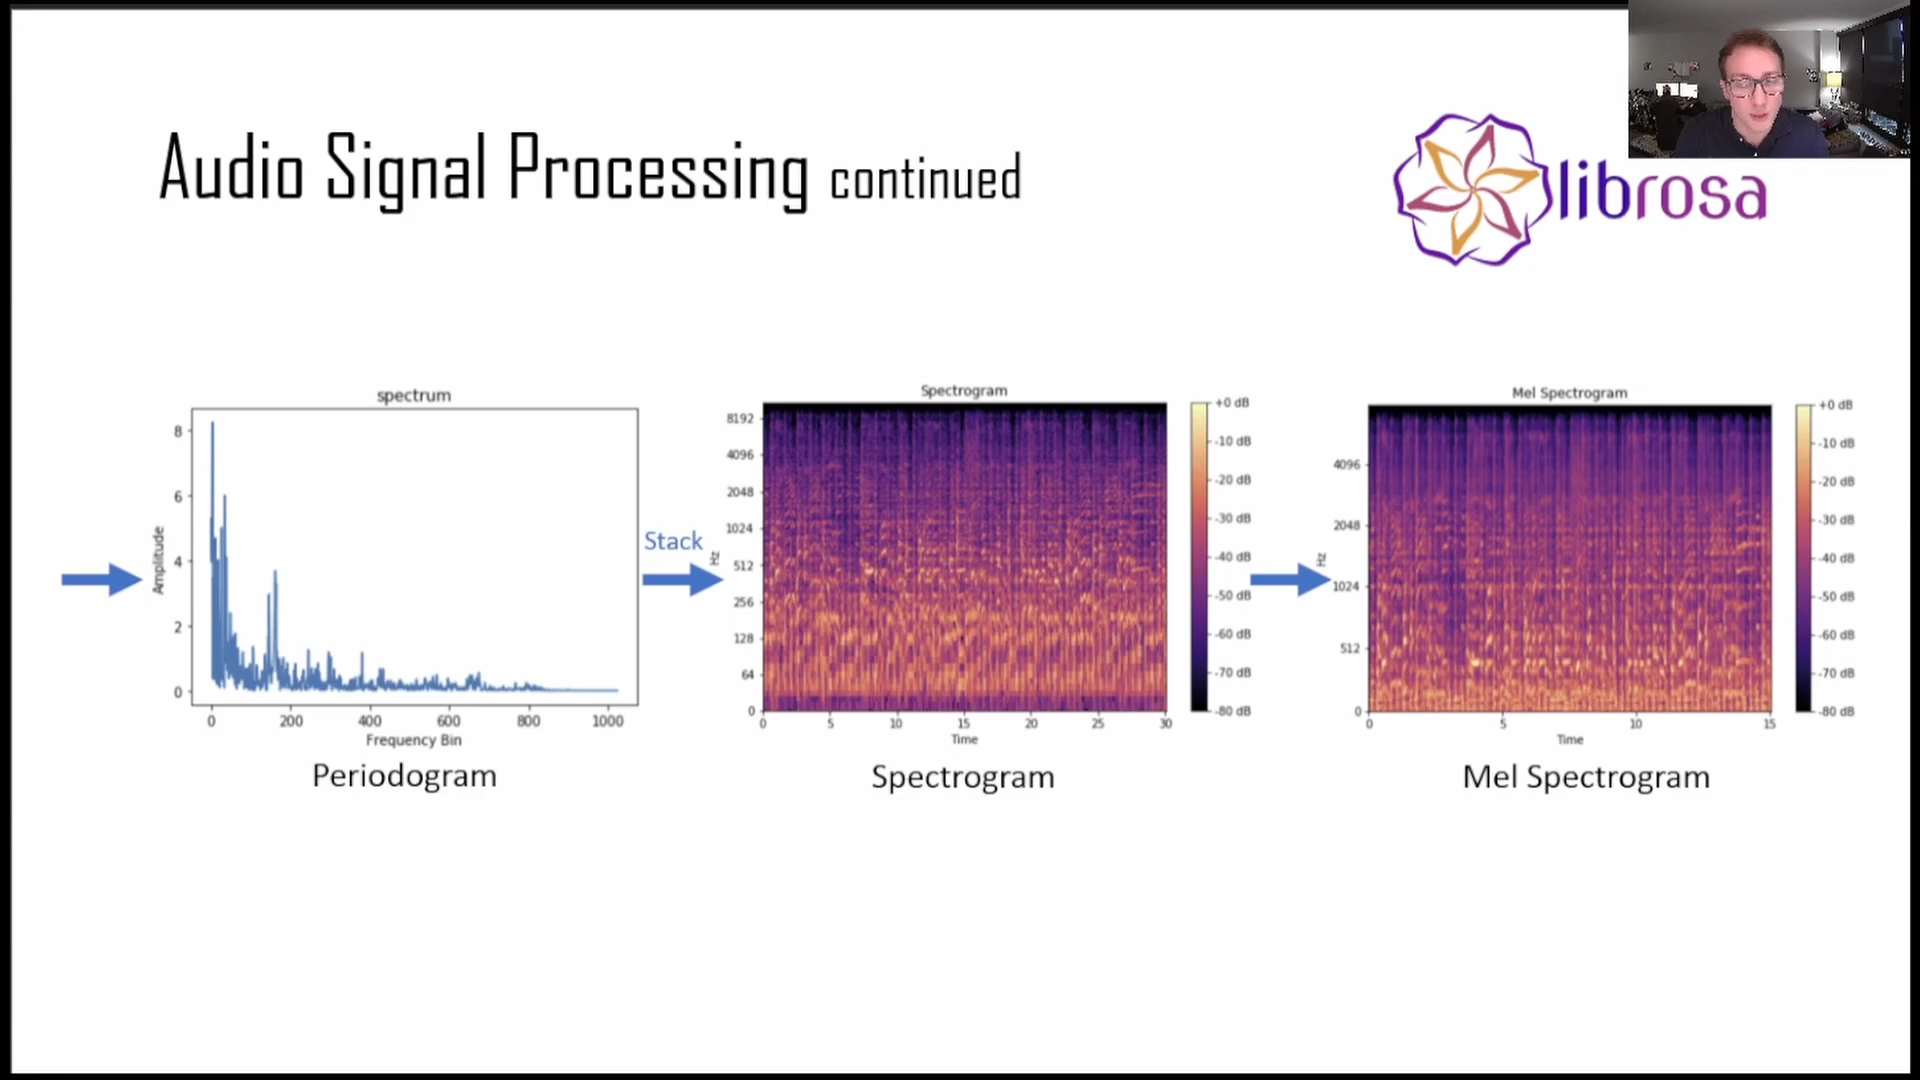 Audio Signal Processing continued
librosa
spectrum
8
6
4
2
0
Amplitude
0 200 400 600 800 1000
Frequency Bin
Periodogram
Stack
Spectrogram
8192
4096
2048
1024
512
256
128
64
0
Hz
0 5 10 15 20 25 30
Time
+0 dB
-10 dB
-20 dB
-30 dB
-40 dB
-50 dB
-60 dB
-70 dB
-80 dB
Spectrogram
Mel Spectrogram
4096
2048
1024
512
0
Hz
0 5 10 15
Time
+0 dB
-10 dB
-20 dB
-30 dB
-40 dB
-50 dB
-60 dB
-70 dB
-80 dB
Mel Spectrogram